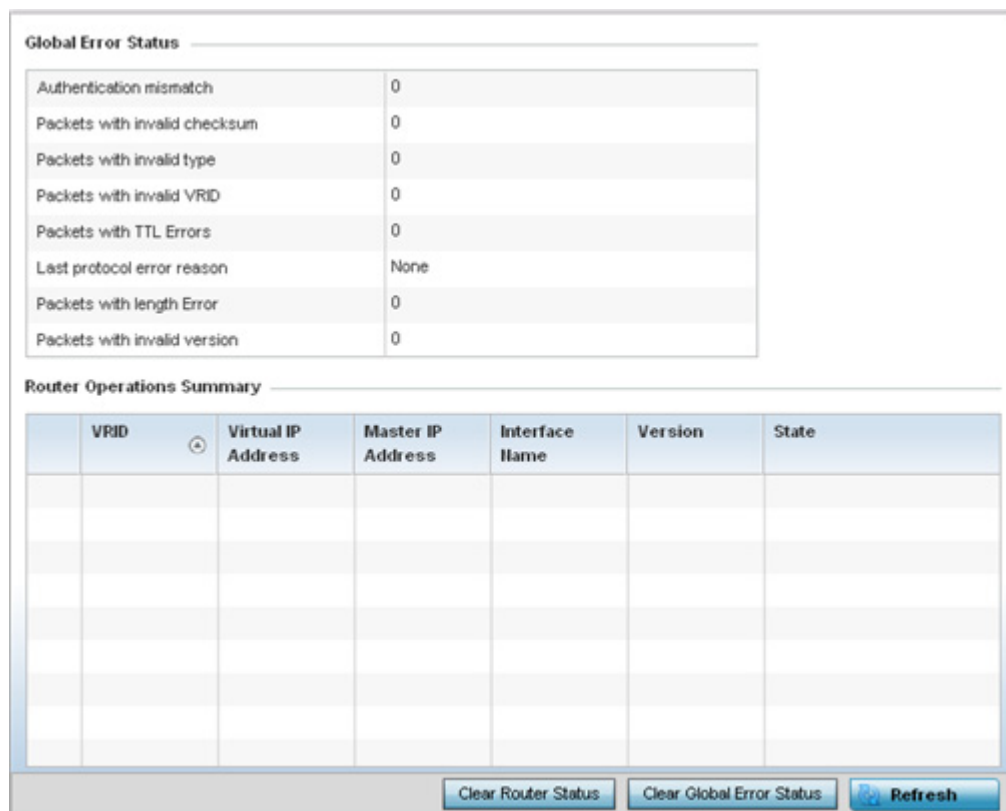 Global Error Status
Authentication mismatch 0
Packets with invalid checksum 0
Packets with invalid type 0
Packets with invalid VRID 0
Packets with TTL Errors 0
Last protocol error reason None
Packets with length Error 0
Packets with invalid version 0
Router Operations Summary
VRID Virtual IP Address Master IP Address Interface Name Version State
Clear Router Status Clear Global Error Status Refresh